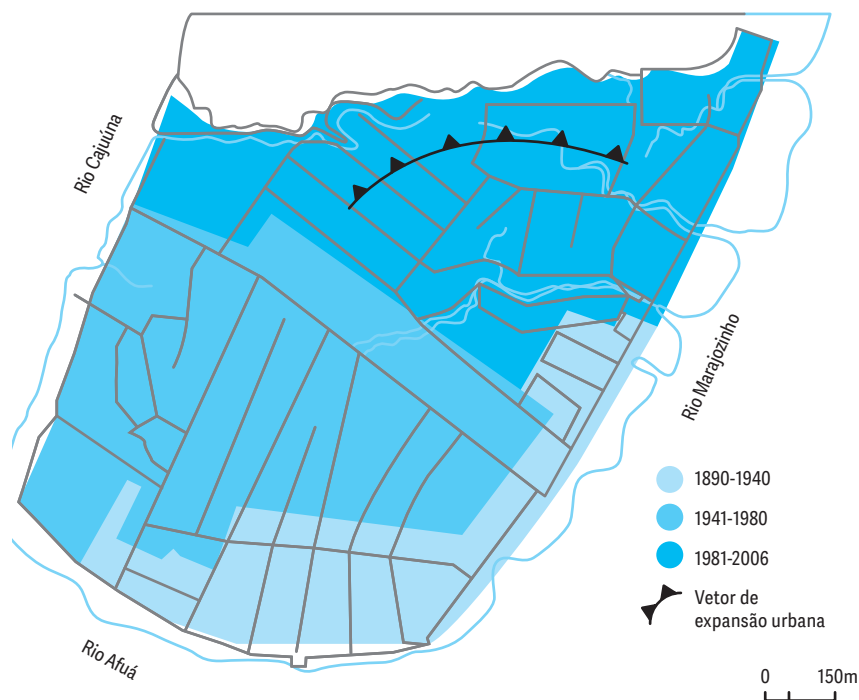 Rio Cajuúna
Rio Marajozinho
1890-1940
1941-1980
1981-2006
Vetor de
expansão urbana
Rio Afuá
0 150m